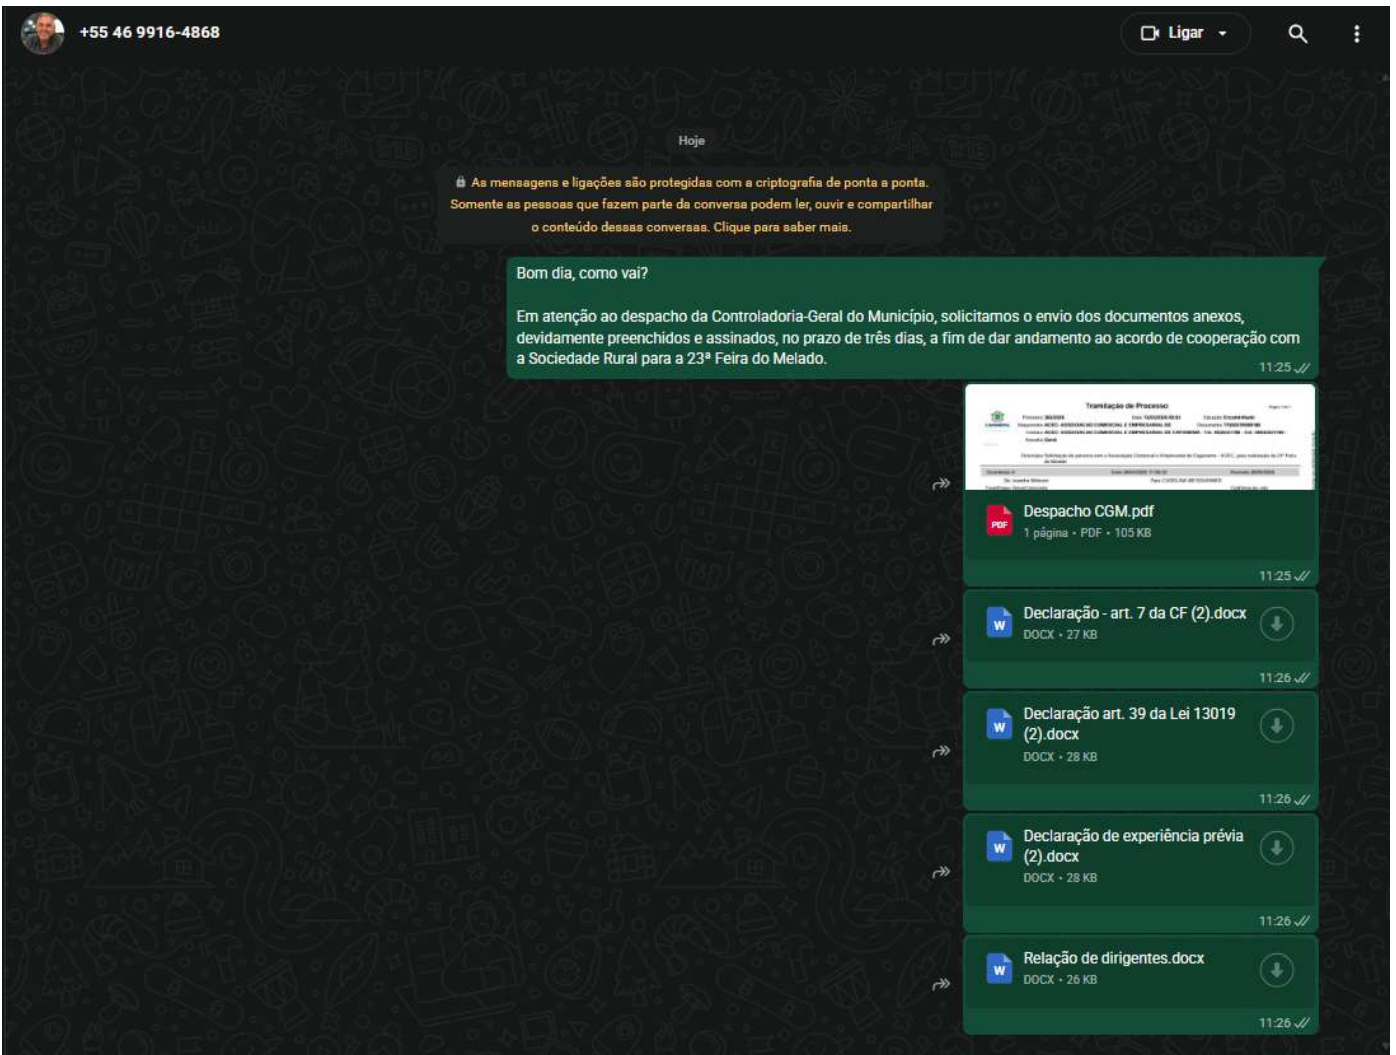 +55 46 9916-4868
Ligar
Hoje
As mensagens e ligações são protegidas com a criptografia de ponta a ponta.
Somente as pessoas que fazem parte da conversa podem ler, ouvir e compartilhar
o conteúdo dessas conversas. Clique para saber mais.
Bom dia, como vai?
Em atenção ao despacho da Controladoria-Geral do Município, solicitamos o envio dos documentos anexos,
devidamente preenchidos e assinados, no prazo de três dias, a fim de dar andamento ao acordo de cooperação com
a Sociedade Rural para a 23ª Feira do Melado.
11:25
Tramitação de Processo
Despacho CGM.pdf
PDF
1 página • PDF • 105 KB
11:25
Declaração - art. 7 da CF (2).docx
W
DOCX • 27 KB
11:26
Declaração art. 39 da Lei 13019
W
(2).docx
DOCX • 28 KB
11:26
Declaração de experiência prévia
W
(2).docx
DOCX • 28 KB
11:26
Relação de dirigentes.docx
W
DOCX • 26 KB
11:26